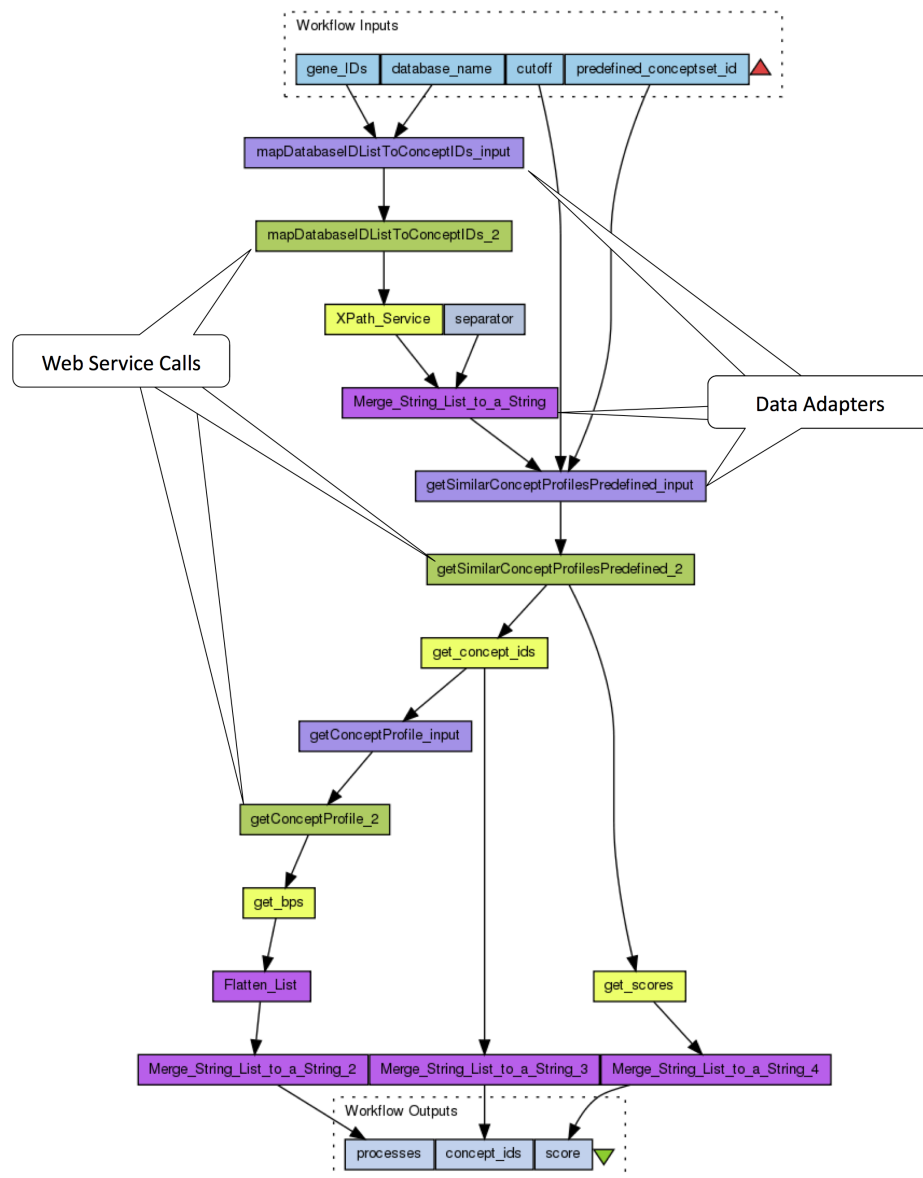 Workflow Inputs
gene_IDs database_name cutoff predefined_conceptset_id
mapDatabaseIDListToConceptIDs_input
mapDatabaseIDListToConceptIDs_2
XPath_Service separator
Web Service Calls
Merge_String_List_to_a_String
Data Adapters
getSimilarConceptProfilesPredefined_input
getSimilarConceptProfilesPredefined_2
get_concept_ids
getConceptProfile_input
getConceptProfile_2
get_bps
Flatten_List
get_scores
Merge_String_List_to_a_String_2 Merge_String_List_to_a_String_3 Merge_String_List_to_a_String_4
Workflow Outputs
processes concept_ids score